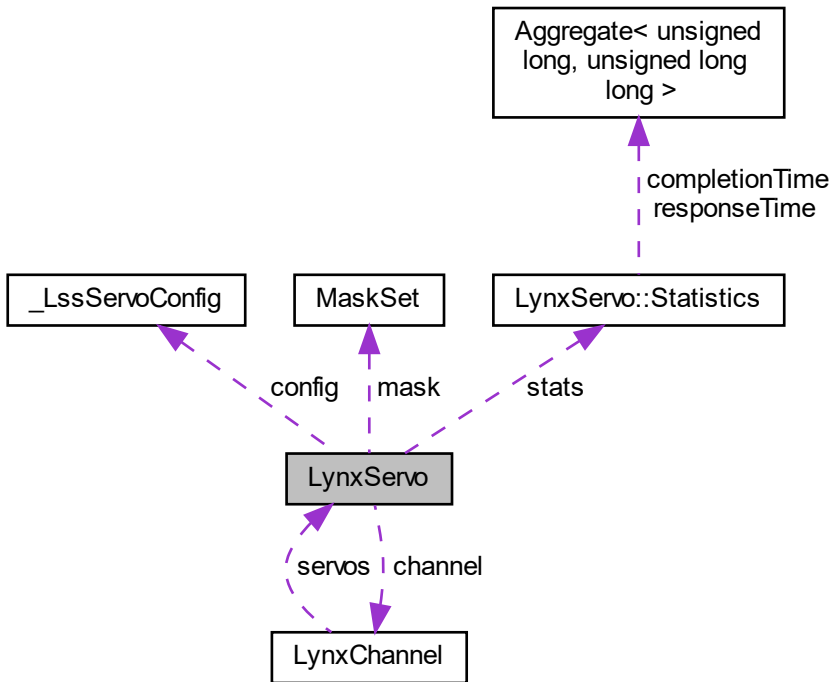 Aggregate< unsigned
long, unsigned long
long >
completionTime
responseTime
_LssServoConfig
MaskSet
LynxServo::Statistics
config
mask
stats
LynxServo
servos
channel
LynxChannel